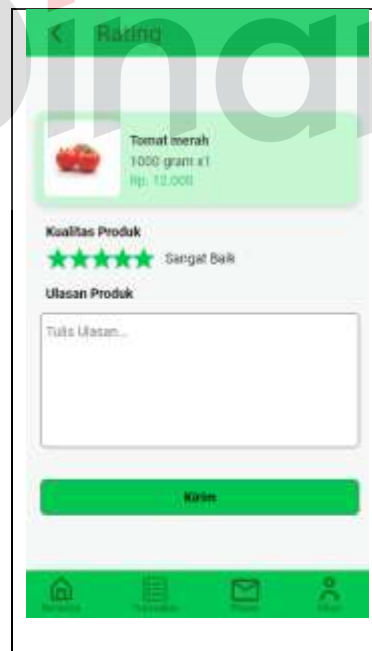 Rating
Tomat merah
1000 gram x1
Rp. 12.000
Kualitas Produk
Sangat Baik
Ulasan Produk
Tulis Ulasan...
Kirim